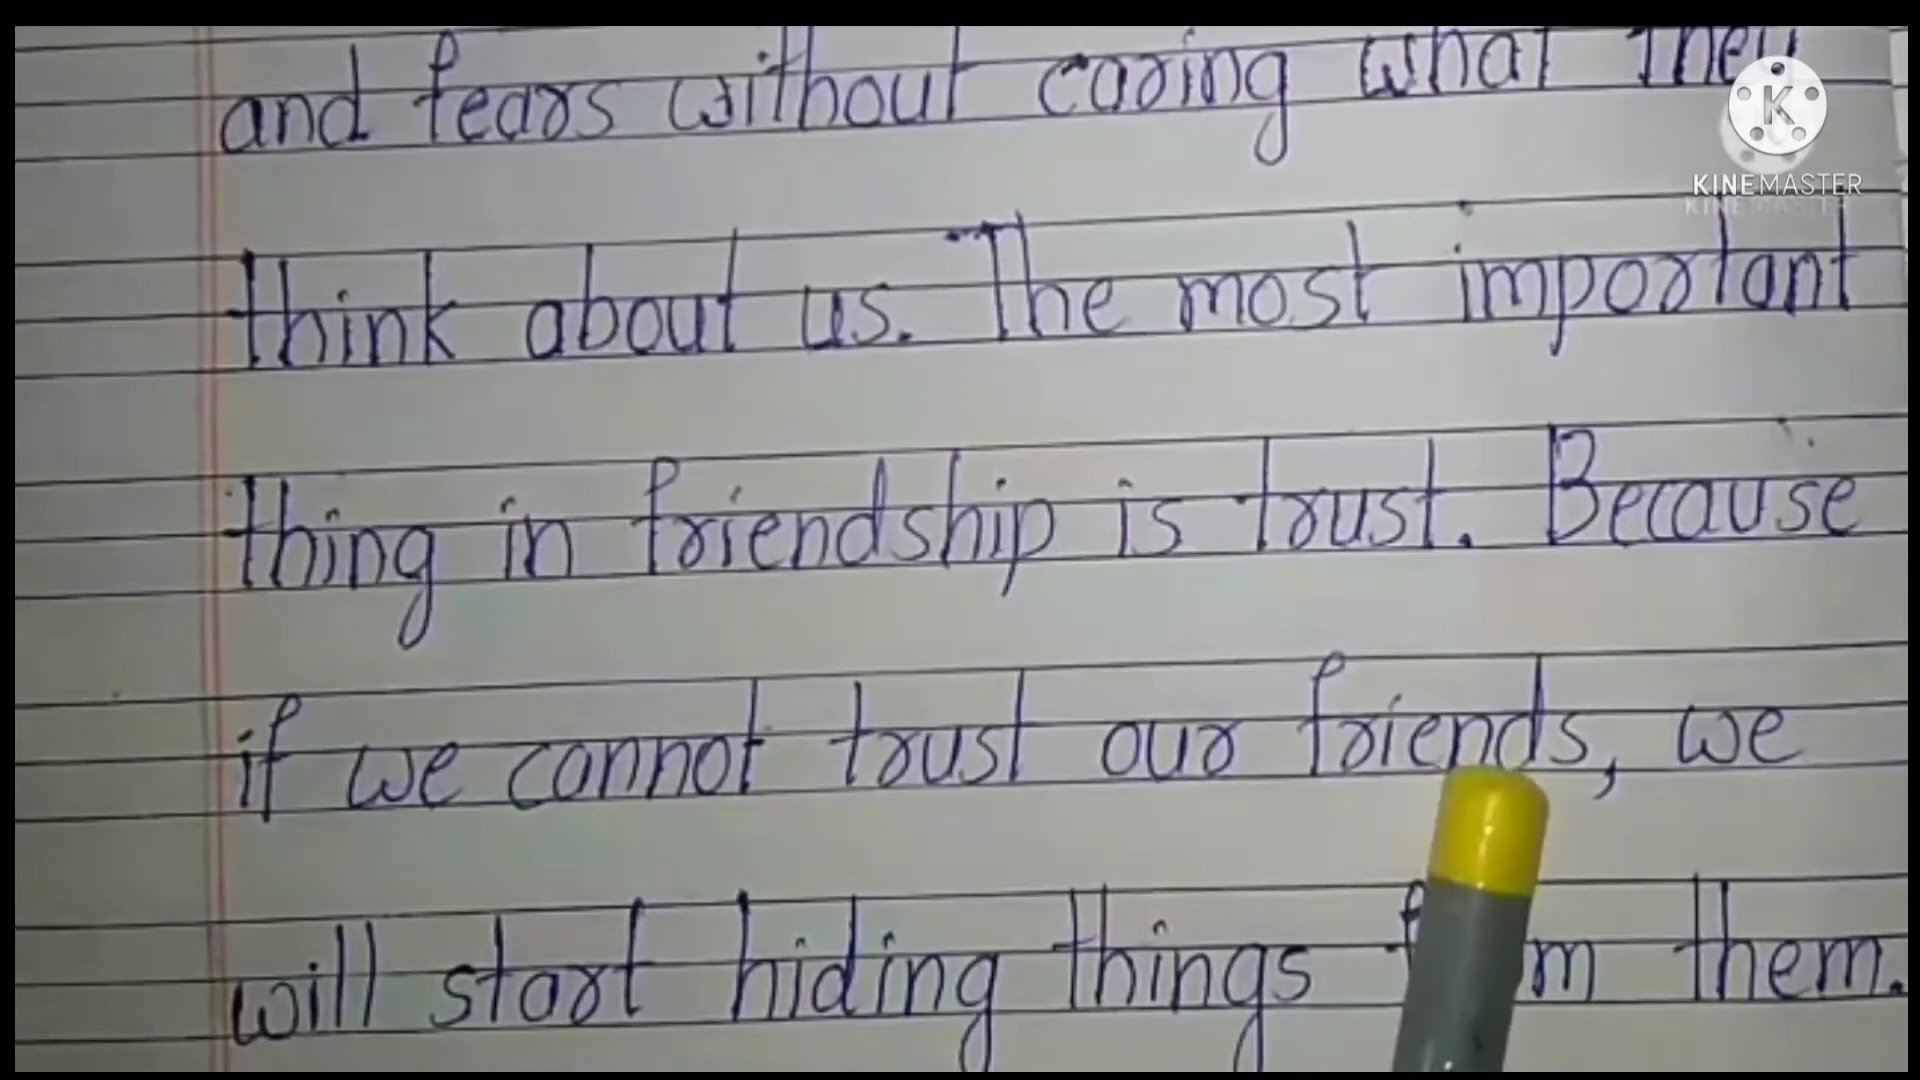 and fears without caring what they
KINEMASTER
think about us. The most important
thing in friendship is trust. Because
if we cannot trust our friends, we
will start hiding things them.